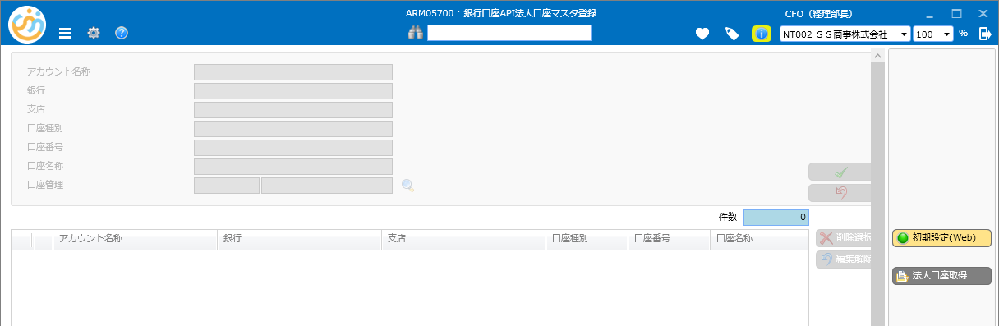 ARM05700：銀行口座API法人口座マスタ登録
CFO（経理部長）
NT002 ＳＳ商事株式会社
100
%
アカウント名称
銀行
支店
口座種別
口座番号
口座名称
口座管理
件数 0
アカウント名称 銀行 支店 口座種別 口座番号 口座名称
削除選択
編集解除
初期設定(Web)
法人口座取得